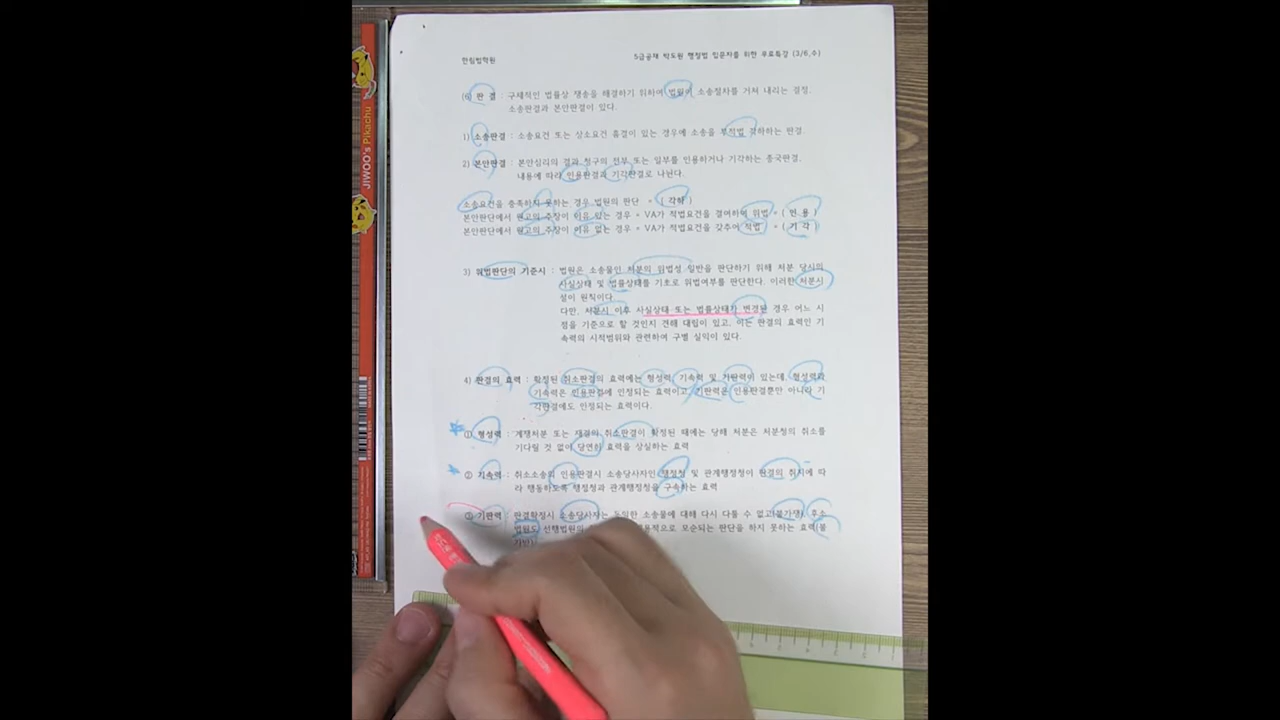 한림법학원
5급공채 박도원 행정법 입문자를 위한 무료특강 (3/6,수)
(6) 판 결 : 구체적인 법률상 쟁송을 해결하기 위하여 법원이 소송절차를 거쳐 내리는 결정.
소송판결과 본안판결이 있다.
1) 소송판결 : 소송요건 또는 상소요건 흠결이 있는 경우에 소송을 부적법 각하하는 판결.
2) 본안판결 : 본안심리의 결과 청구의 전부 또는 일부를 인용하거나 기각하는 종국판결,
내용에 따라 인용판결과 기각판결로 나뉜다.
소송요건을 충족하지 못하는 경우 법원의 판단 = ( 각하 )
본안판단에서 원고의 주장이 이유 있는 경우 = VA가 적법요건을 결여하여 위법 = ( 인 용 )
본안판단에서 원고의 주장이 이유 없는 경우 = VA가 적법요건을 갖추어 적법 = ( 기 각 )
3) 위법판단의 기준시 : 법원은 소송물인 처분의 위법성 일반을 판단하기 위해 처분 당시의
사실상태 및 법률상태를 기초로 위법여부를 판단한다. 이러한 처분시
설이 원칙이다.
다만, 처분시 이후 사실상태 또는 법률상태가 변경된 경우 어느 시
점을 기준으로 할 것인지 견해 대립이 있고, 이는 판결의 효력인 기
속력의 시적범위와 관련하여 구별 실익이 있다.
4) 판결의 효력 : 확정된 취소판결의 효력에는 형성력, 기속력 및 기판력이 있는데, 형성력과
기속력은 인용판결에 인정되는 효력이고, 기판력은 인용판결뿐만 아니라 기
각판결에도 인정되는 효력이다.
① 형성력 : 계쟁처분 또는 재결의 취소판결이 확정된 때에는 당해 처분은 처분청의 취소를
기다릴 것 없이 당연히 효력을 상실하는 효력
② 기속력 : 취소소송의 인용판결시 소송당사자인 행정청 및 관계행정청이 판결의 취지에 따
라 행동하도록 행정청과 관계행정청을 구속하는 효력
③ 기판력 : 판결확정시 소송당사자는 동일한 소송물에 대해 다시 다툴 수 없고(불가쟁), 후소
법원도 선행법원의 모순되는 판단을 하지 못하는 효력(불
JIWOO's Pikachu